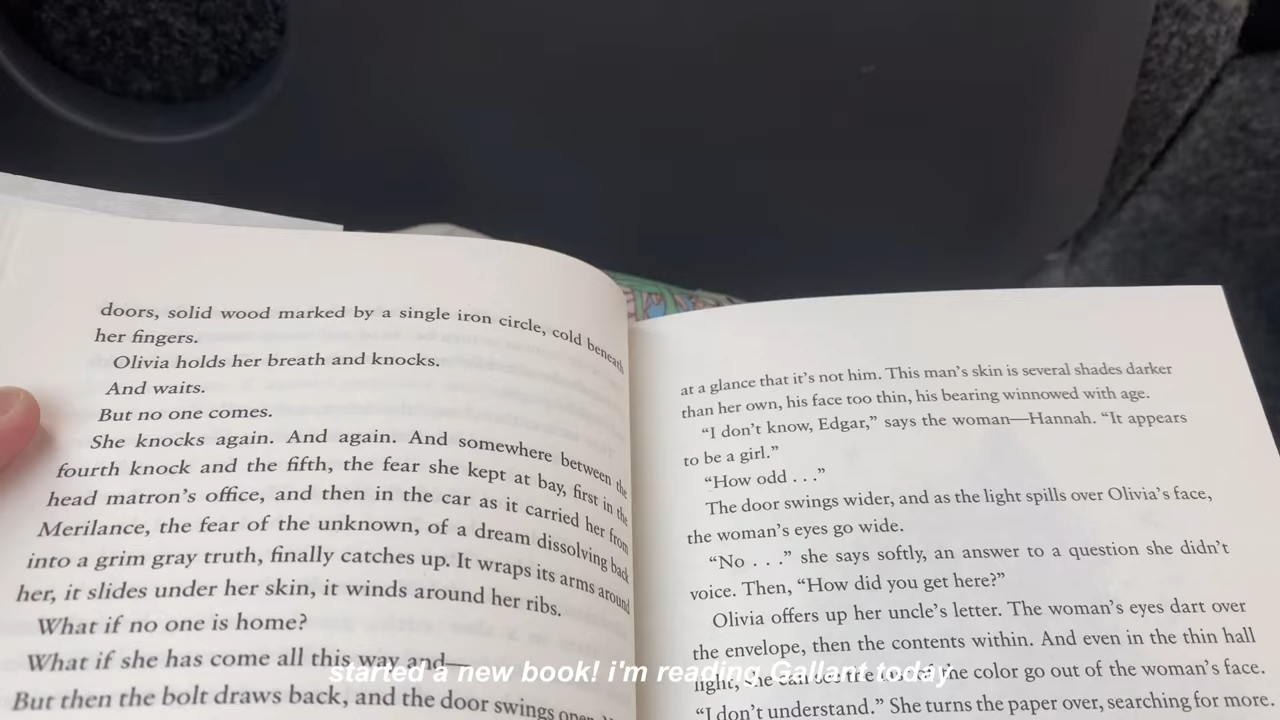 doors, solid wood marked by a single iron circle, cold beneath
her fingers.
Olivia holds her breath and knocks.
And waits.
But no one comes.
She knocks again. And again. And somewhere between the
fourth knock and the fifth, the fear she kept at bay, first in the
head matron's office, and then in the car as it carried her from
Merilance, the fear of the unknown, of a dream dissolving back
into a grim gray truth, finally catches up. It wraps its arms around
her, it slides under her skin, it winds around her ribs.
What if no one is home?
What if she has come all this way and—
But then the bolt draws back, and the door swings open.
at a glance that it's not him. This man's skin is several shades darker
than her own, his face too thin, his bearing winnowed with age.
“I don't know, Edgar,” says the woman—Hannah. “It appears
to be a girl.”
“How odd . . .”
The door swings wider, and as the light spills over Olivia's face,
the woman's eyes go wide.
“No . . .” she says softly, an answer to a question she didn't
voice. Then, “How did you get here?”
Olivia offers up her uncle's letter. The woman's eyes dart over
the envelope, then the contents within. And even in the thin hall
light, she can see the color go out of the woman's face.
“I don't understand.” She turns the paper over, searching for more.
started a new book! i'm reading Gallant today